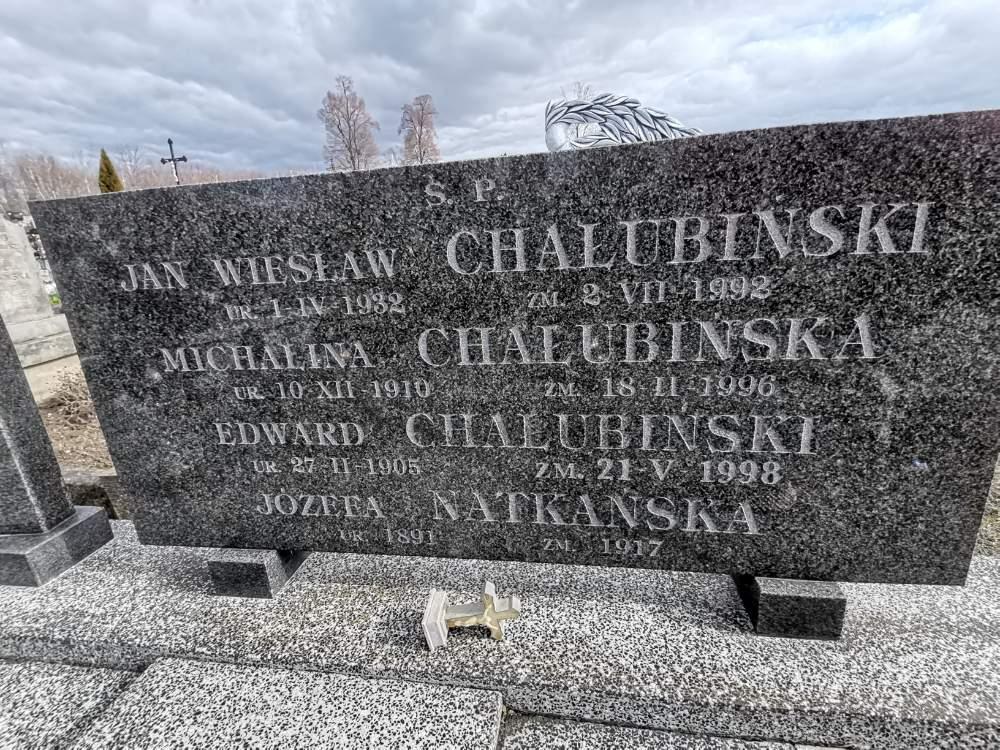 Ś. P.
JAN WIESŁAW CHAŁUBIŃSKI
UR. 1-IV-1932 ZM. 2-VII-1992
MICHALINA CHAŁUBIŃSKA
UR. 10-XII-1910 ZM. 18-II-1996
EDWARD CHAŁUBIŃSKI
UR. 27-II-1905 ZM. 21-V-1998
JÓZEFA NATKAŃSKA
UR. 1891 ZM. 1917